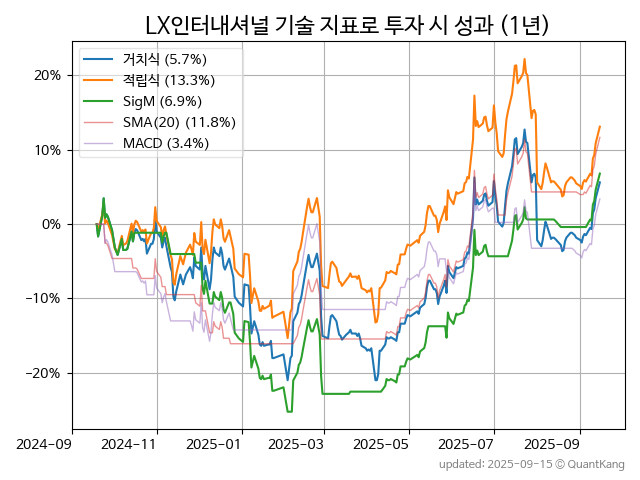 LX인터내셔널 기술 지표로 투자 시 성과 (1년)
거치식 (5.7%)
적립식 (13.3%)
SigM (6.9%)
SMA(20) (11.8%)
MACD (3.4%)
20%
10%
0%
−10%
−20%
2024-09 2024-11 2025-01 2025-03 2025-05 2025-07 2025-09
updated: 2025-09-15 © QuantKang